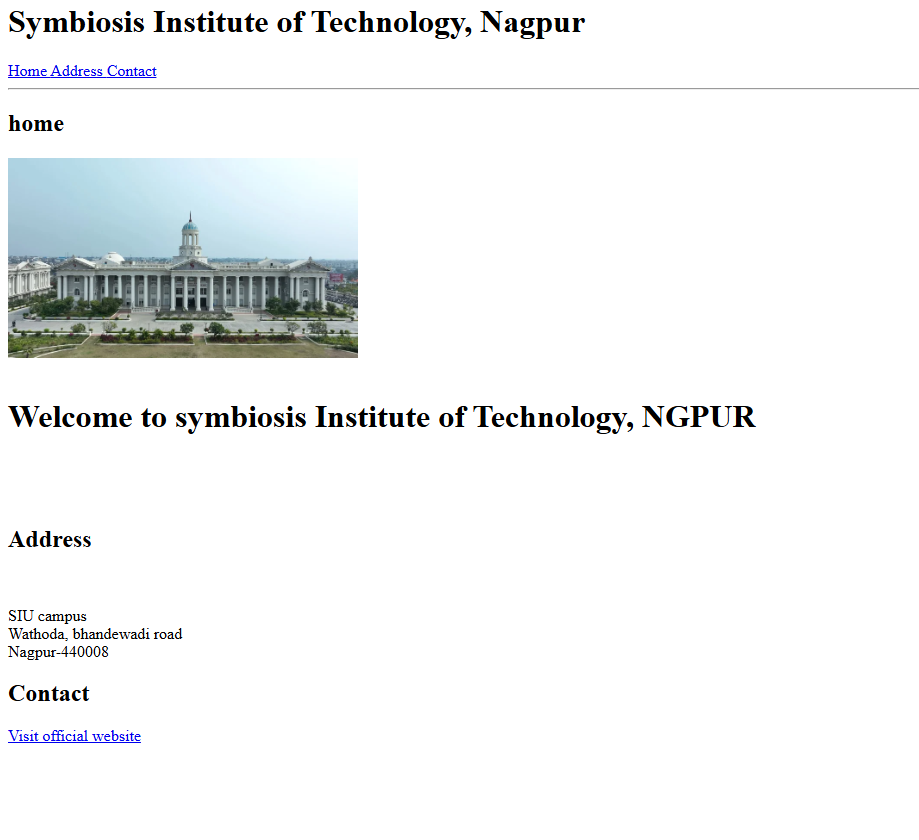 Symbiosis Institute of Technology, Nagpur
Home Address Contact
home
Welcome to symbiosis Institute of Technology, NGPUR
Address
SIU campus
Wathoda, bhandewadi road
Nagpur-440008
Contact
Visit official website